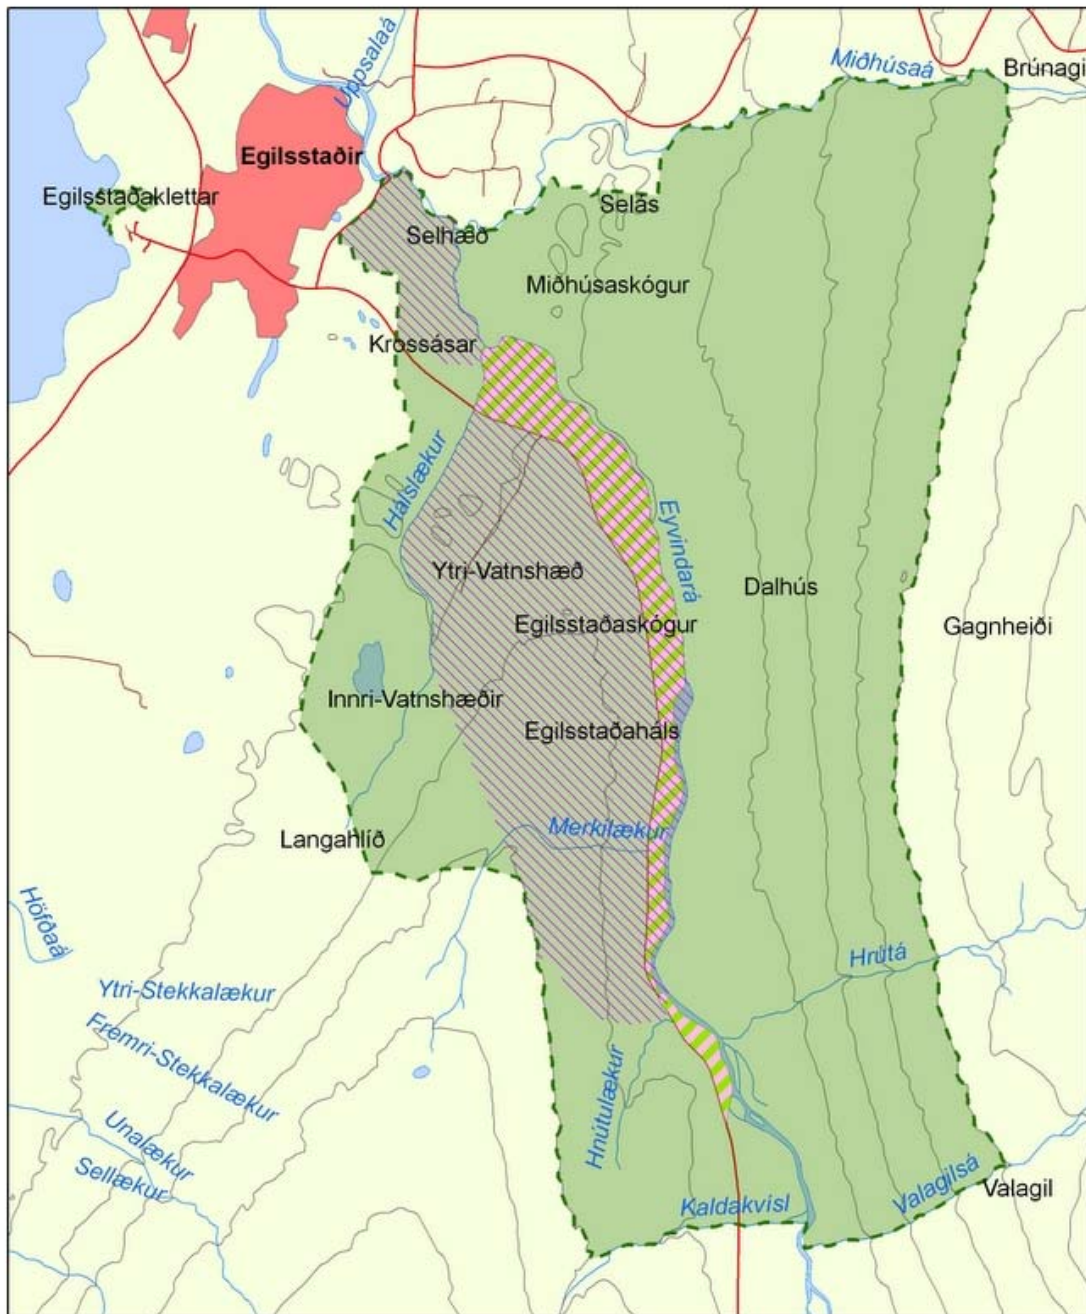 Uppsalaá
Miðhúsaá
Brúnagi
Egilsstaðir
Egilsstaðaklettar
Selás
Selhæð
Miðhúsaskógur
Krossásar
Hálslækur
Eyvindará
Ytri-Vatnshæð
Dalhús
Egilsstaðaskógur
Gagnheiði
Innri-Vatnshæðir
Egilsstaðaháls
Merkilækur
Langahlíð
Höfðaá
Hrútá
Ytri-Stekkalækur
Fremri-Stekkalækur
Hnútulækur
Unalækur
Sellækur
Kaldakvísl
Valagilsá
Valagil